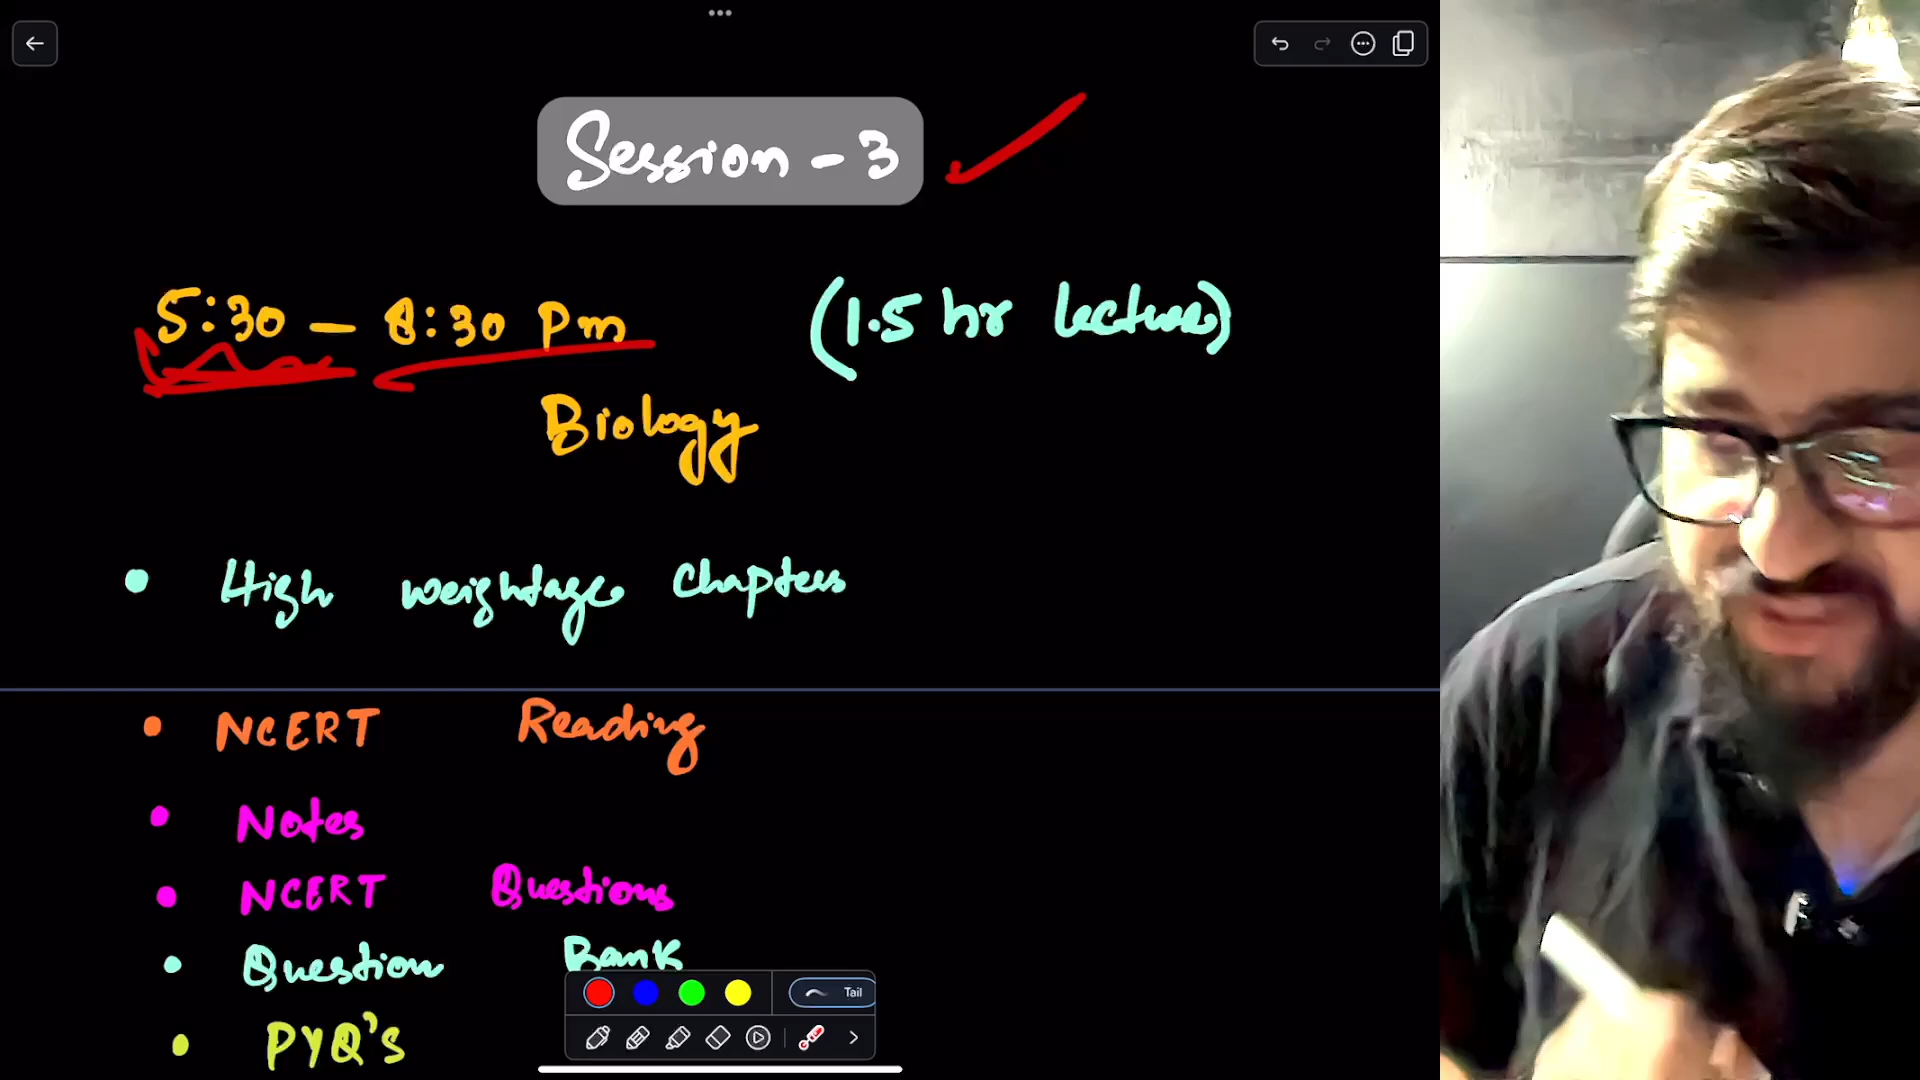 Session - 3
5:30 - 8:30 Pm (1.5 hr lecture)
Biology
• High weightage Chapters
• NCERT Reading
• Notes
• NCERT Questions
• Question Bank
• PYQ's
Tail